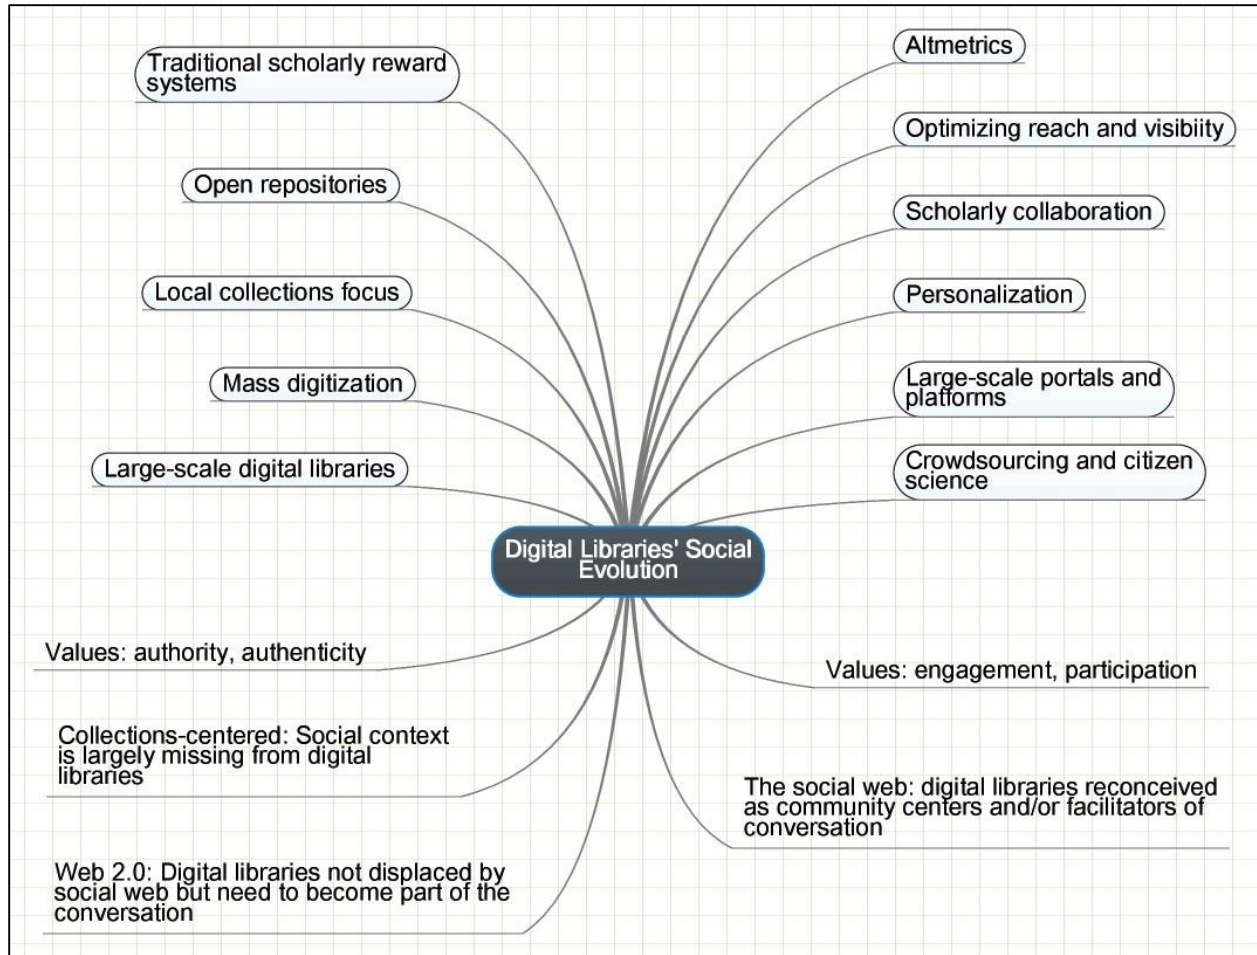 Traditional scholarly reward
systems
Open repositories
Local collections focus
Mass digitization
Large-scale digital libraries
Altmetrics
Optimizing reach and visibiity
Scholarly collaboration
Personalization
Large-scale portals and
platforms
Crowdsourcing and citizen
science
Digital Libraries' Social
Evolution
Values: authority, authenticity
Collections-centered: Social context
is largely missing from digital
libraries
Web 2.0: Digital libraries not displaced by
social web but need to become part of the
conversation
Values: engagement, participation
The social web: digital libraries reconceived
as community centers and/or facilitators of
conversation